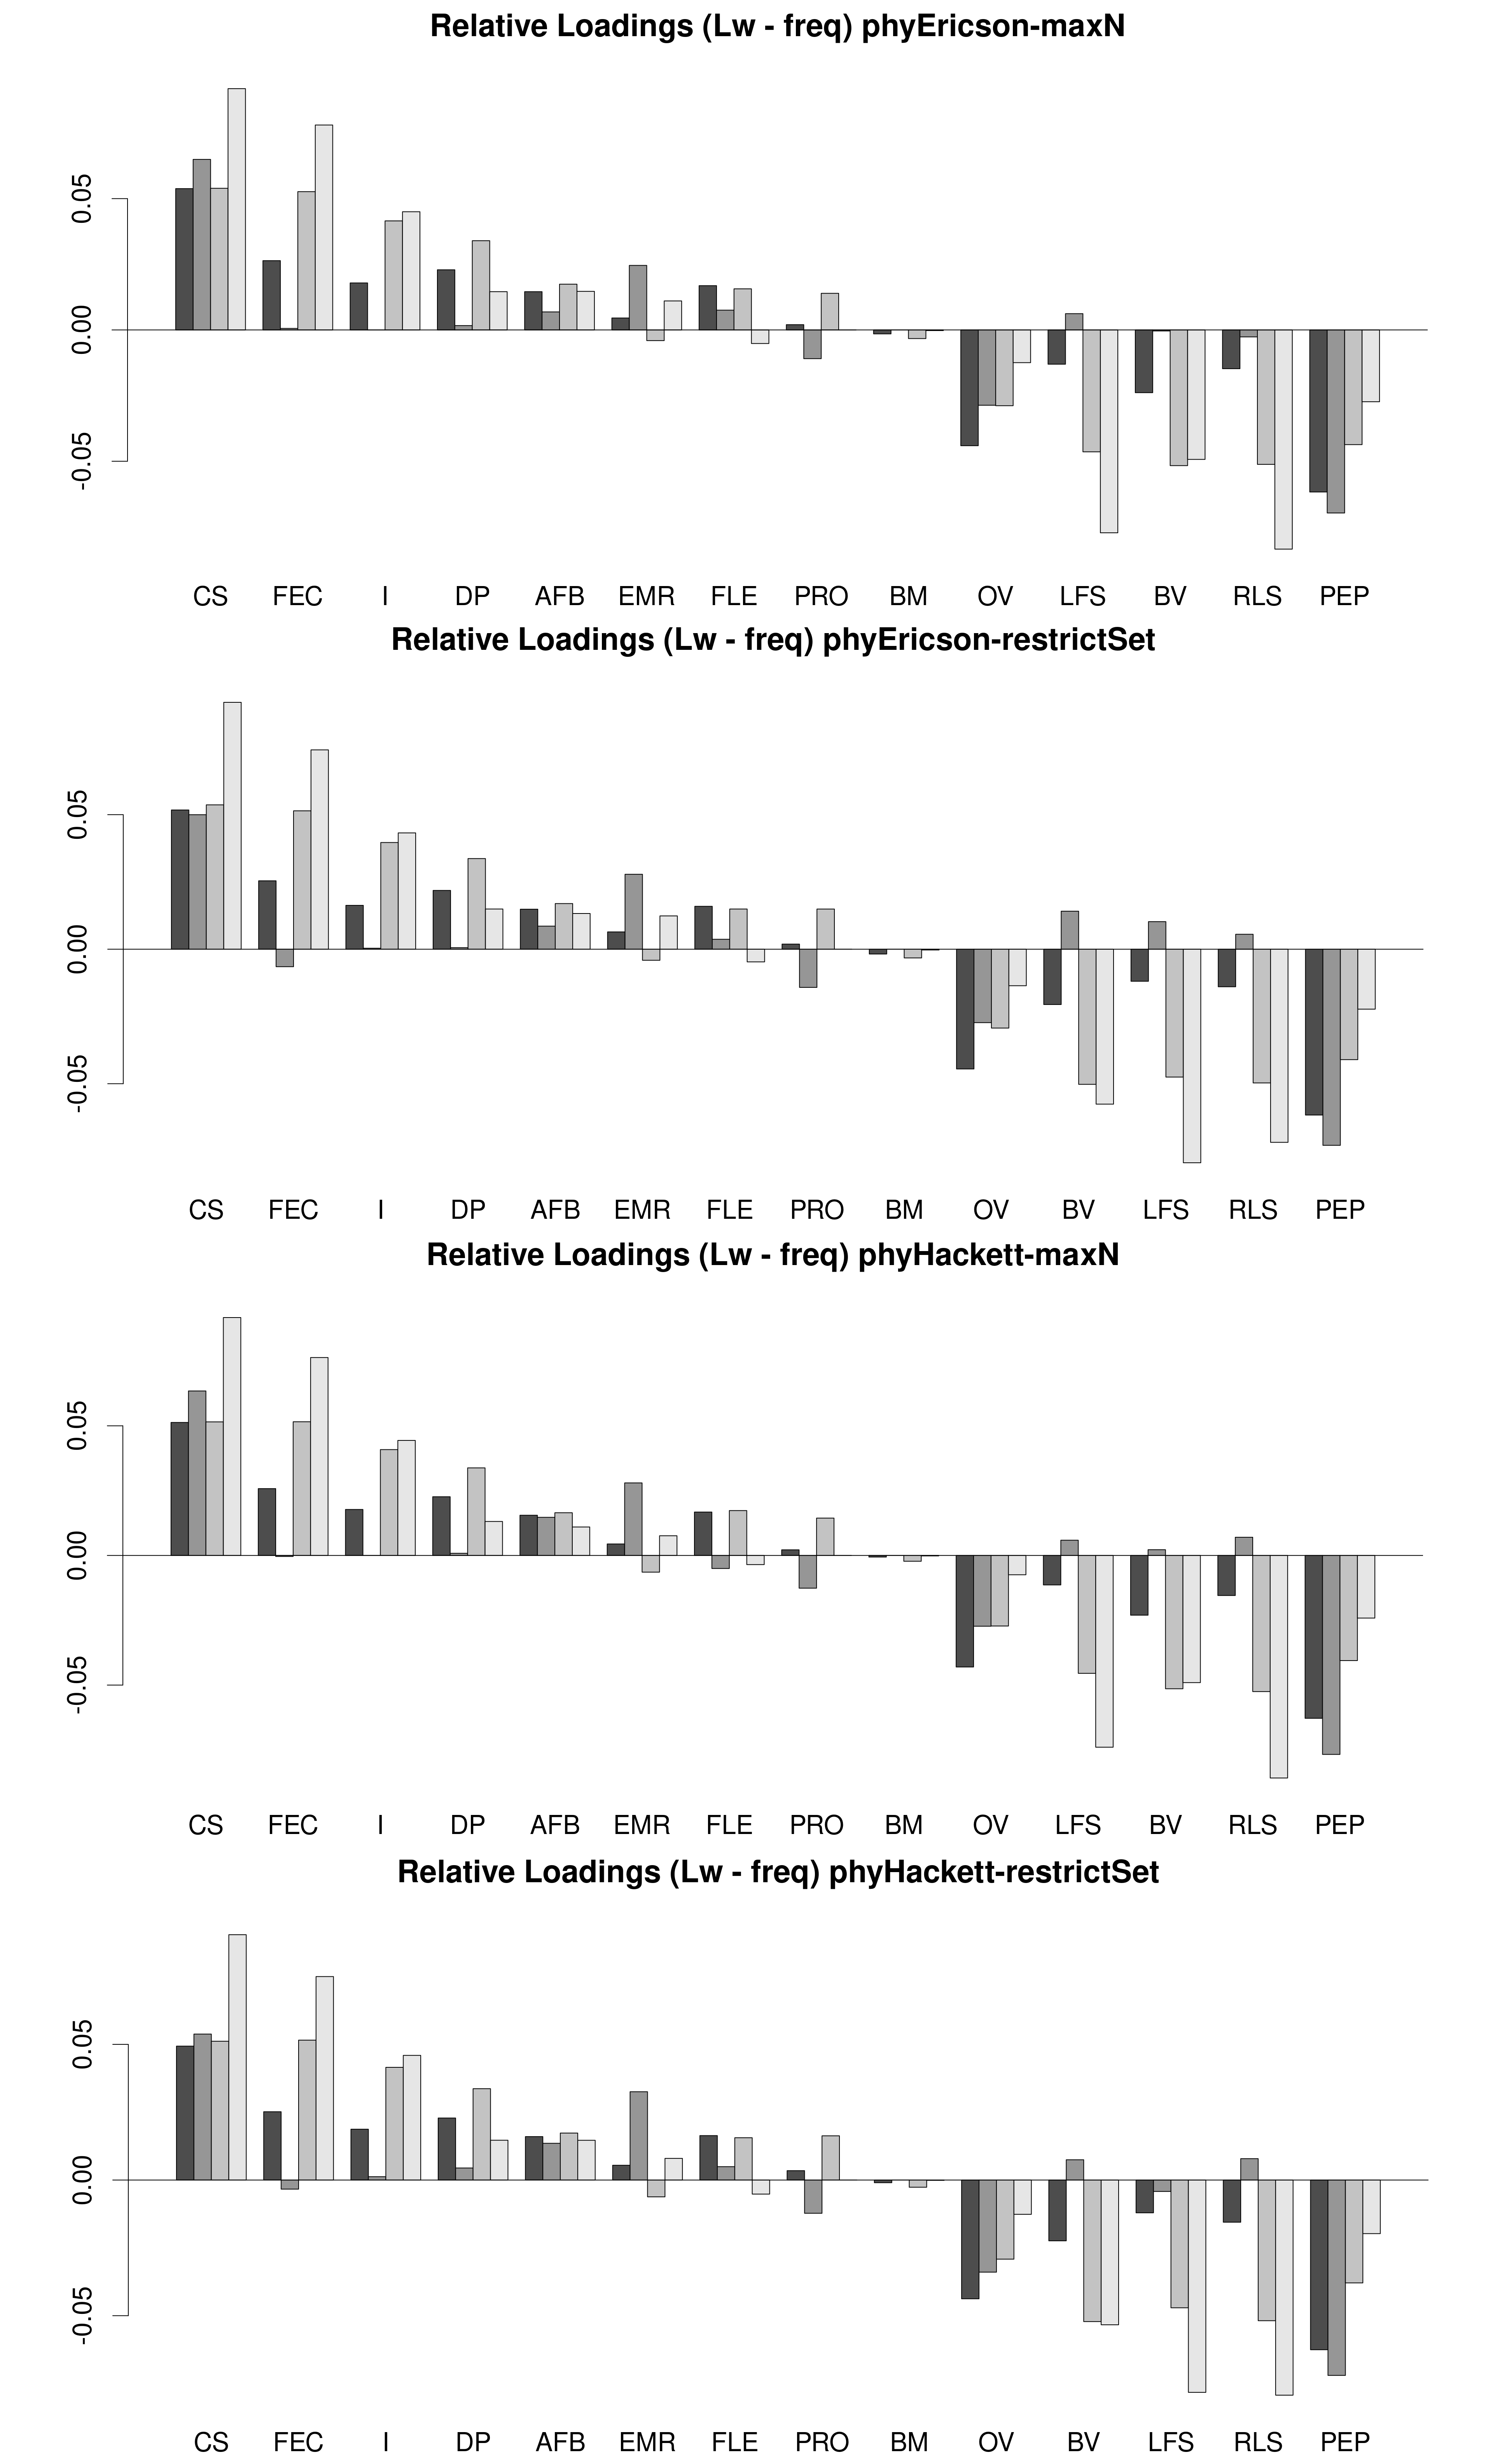 Relative Loadings (Lw - freq) phyEricson-maxN
0.05
0.00
-0.05
CS FEC I DP AFB EMR FLE PRO BM OV LFS BV RLS PEP
Relative Loadings (Lw - freq) phyEricson-restrictSet
0.05
0.00
-0.05
CS FEC I DP AFB EMR FLE PRO BM OV BV LFS RLS PEP
Relative Loadings (Lw - freq) phyHackett-maxN
0.05
0.00
-0.05
CS FEC I DP AFB EMR FLE PRO BM OV LFS BV RLS PEP
Relative Loadings (Lw - freq) phyHackett-restrictSet
0.05
0.00
-0.05
CS FEC I DP AFB EMR FLE PRO BM OV BV LFS RLS PEP